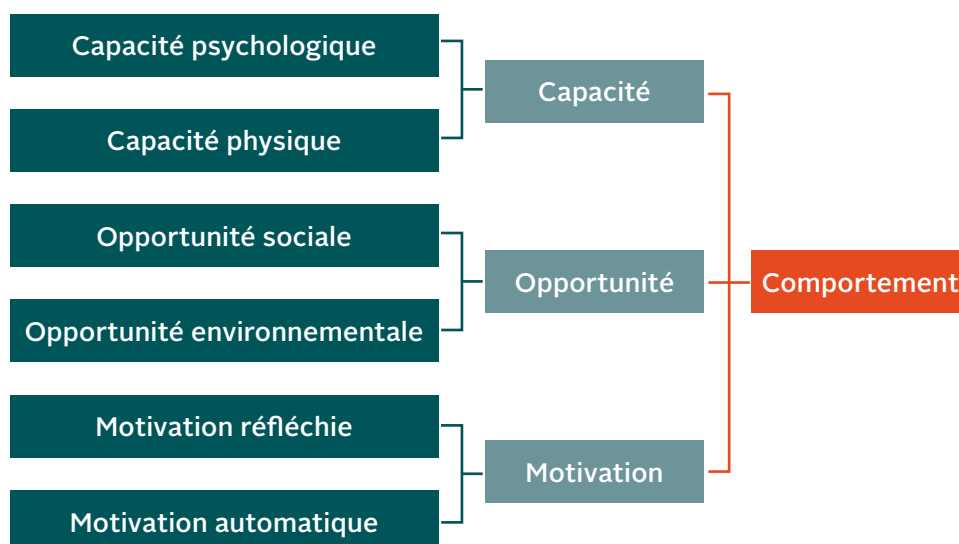 Capacité psychologique
Capacité physique
Capacité
Opportunité sociale
Opportunité environnementale
Opportunité
Motivation réfléchie
Motivation automatique
Motivation
Comportement